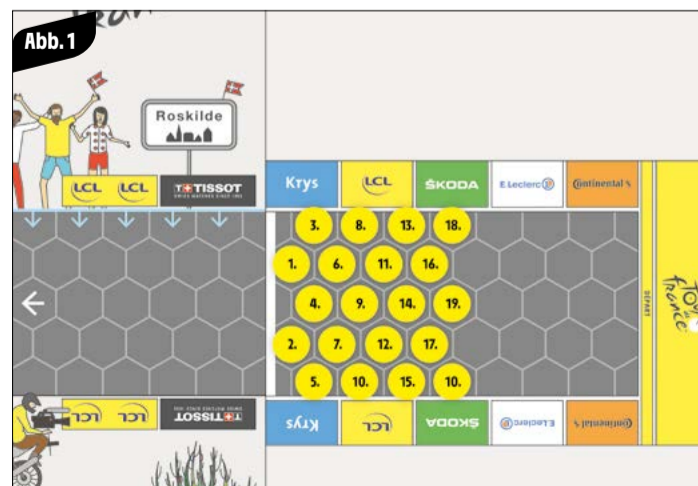 Abb.1
Roskilde
LCL LCL
T+TISSOT
SWISS WATCHES SINCE 1853
Krys
LCL
ŠKODA
E.Leclerc
Continental
3. 8. 13. 18.
1. 6. 11. 16.
4. 9. 14. 19.
2. 7. 12. 17.
5. 10. 15. 10.
DÉPART
le TOUR de france
LCL LCL
TISSOT
Krys
LCL
ŠKODA
E.Leclerc
Continental